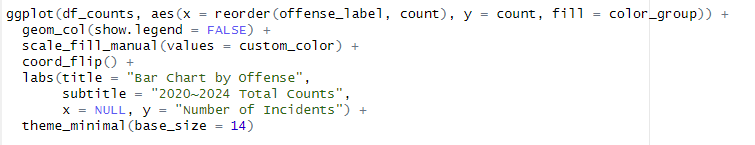 ggplot(df_counts, aes(x = reorder(offense_label, count), y = count, fill = color_group)) +
  geom_col(show.legend = FALSE) +
  scale_fill_manual(values = custom_color) +
  coord_flip() +
  labs(title = "Bar Chart by Offense",
       subtitle = "2020~2024 Total Counts",
       x = NULL, y = "Number of Incidents") +
  theme_minimal(base_size = 14)